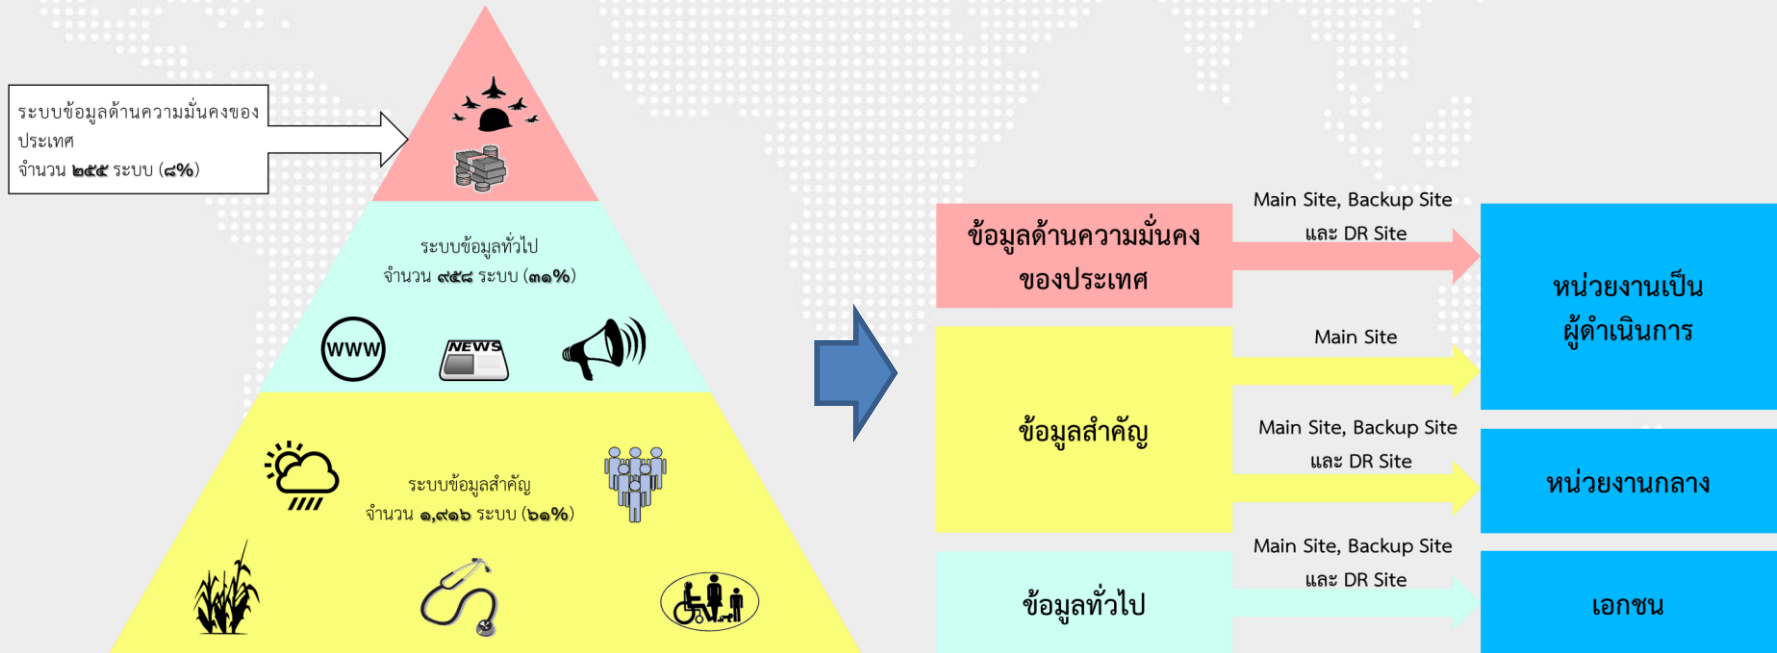 ระบบข้อมูลด้านความมั่นคงของ
ประเทศ
จำนวน ๒๕๕ ระบบ (๘%)
ระบบข้อมูลทั่วไป
จำนวน ๙๕๘ ระบบ (๓๑%)
WWW
NEWS
ระบบข้อมูลสำคัญ
จำนวน ๑,๙๑๖ ระบบ (๖๑%)
ข้อมูลด้านความมั่นคง
ของประเทศ
Main Site, Backup Site
และ DR Site
หน่วยงานเป็น
ผู้ดำเนินการ
ข้อมูลสำคัญ
Main Site
Main Site, Backup Site
และ DR Site
หน่วยงานกลาง
ข้อมูลทั่วไป
Main Site, Backup Site
และ DR Site
เอกชน